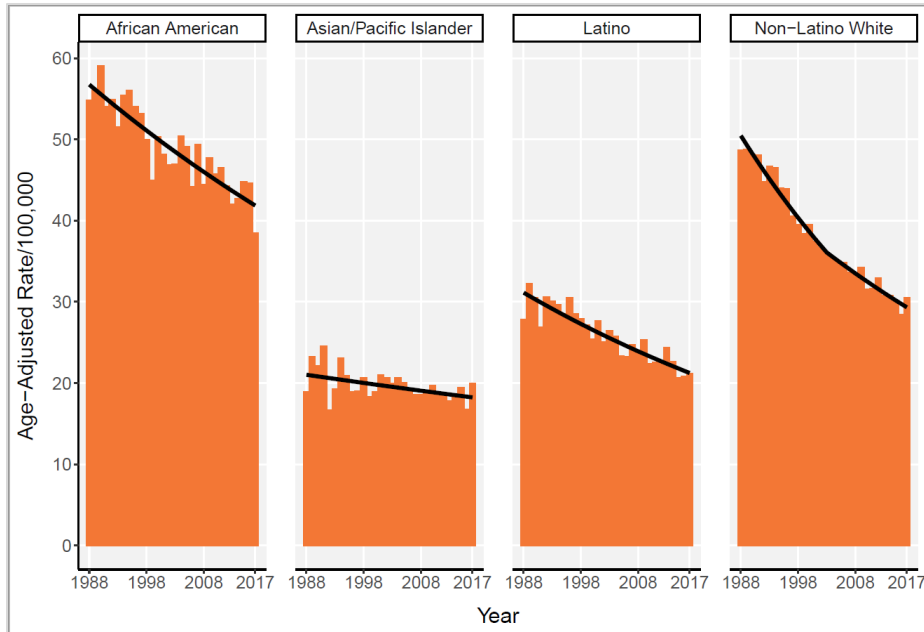 African American
Asian/Pacific Islander
Latino
Non−Latino White
Age−Adjusted Rate/100,000
60
50
40
30
20
10
0
1988 1998 2008 2017
1988 1998 2008 2017
1988 1998 2008 2017
1988 1998 2008 2017
Year